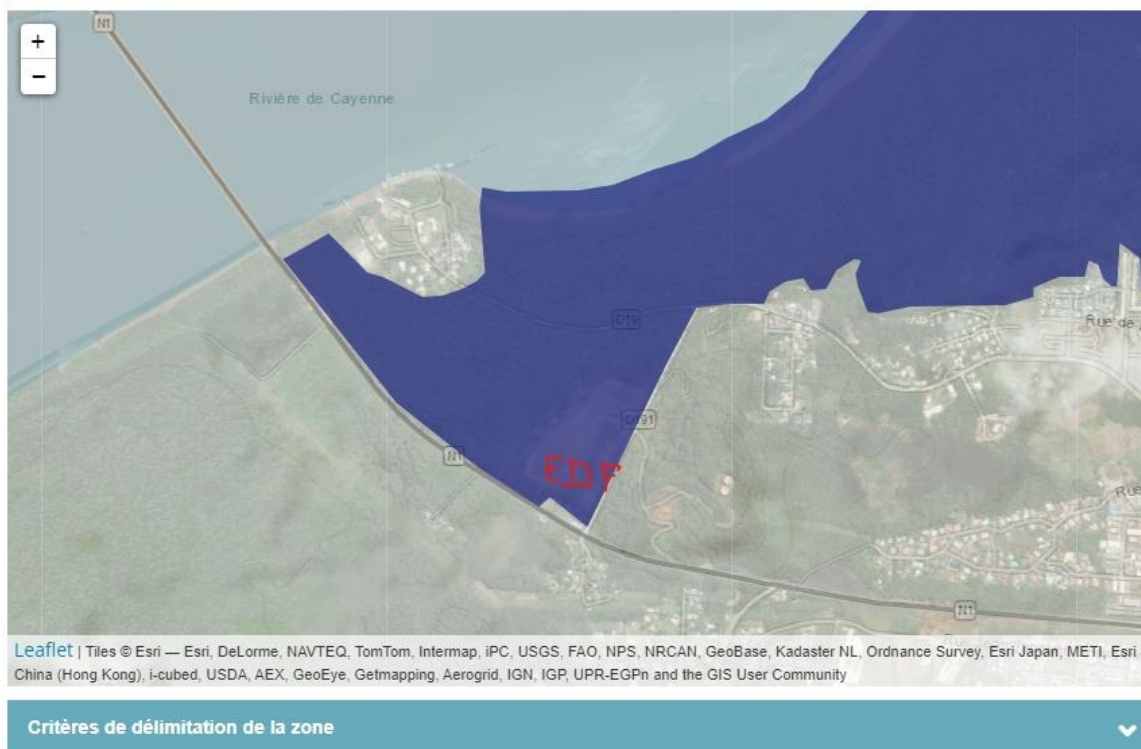 +
−
N1
Rivière de Cayenne
D19
Rue de
N1
EDF
Rue
N1
Leaflet | Tiles © Esri — Esri, DeLorme, NAVTEQ, TomTom, Intermap, iPC, USGS, FAO, NPS, NRCAN, GeoBase, Kadaster NL, Ordnance Survey, Esri Japan, METI, Esri
China (Hong Kong), i-cubed, USDA, AEX, GeoEye, Getmapping, Aerogrid, IGN, IGP, UPR-EGPn and the GIS User Community
Critères de délimitation de la zone